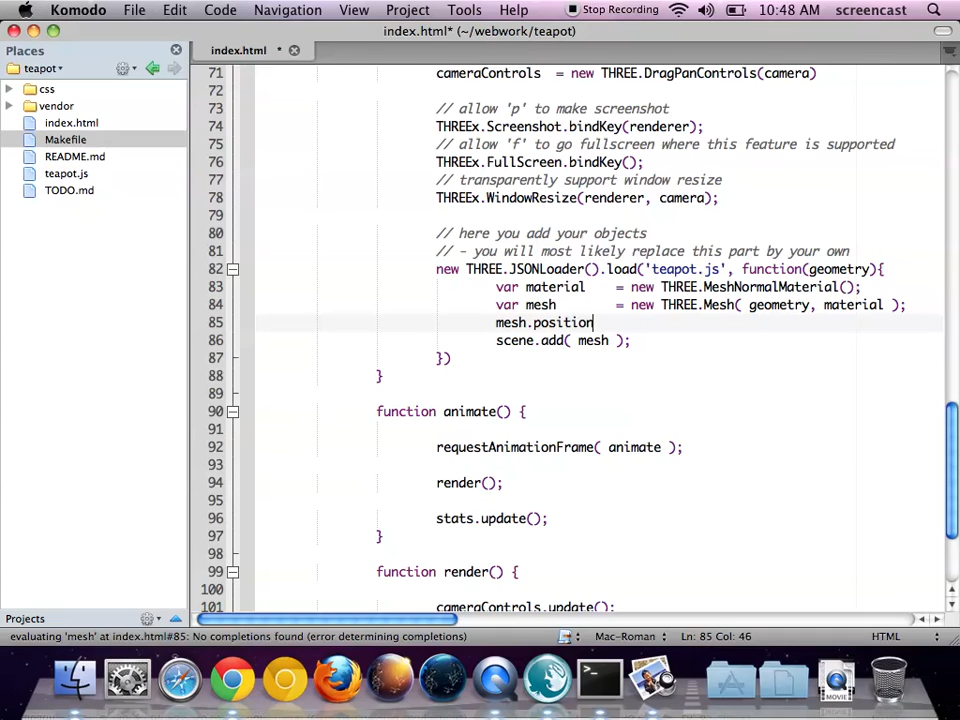 Komodo File Edit Code Navigation View Project Tools Help Stop Recording 10:48 AM screencast
index.html* (~/webwork/teapot)
Places
index.html *
teapot
css
vendor
index.html
Makefile
README.md
teapot.js
TODO.md
71 cameraControls = new THREE.DragPanControls(camera)
72
73 // allow 'p' to make screenshot
74 THREEx.Screenshot.bindKey(renderer);
75 // allow 'f' to go fullscreen where this feature is supported
76 THREEx.FullScreen.bindKey();
77 // transparently support window resize
78 THREEx.WindowResize(renderer, camera);
79
80 // here you add your objects
81 // - you will most likely replace this part by your own
82 new THREE.JSONLoader().load('teapot.js', function(geometry){
83 var material = new THREE.MeshNormalMaterial();
84 var mesh = new THREE.Mesh( geometry, material );
85 mesh.position
86 scene.add( mesh );
87 })
88 }
89
90 function animate() {
91
92 requestAnimationFrame( animate );
93
94 render();
95
96 stats.update();
97 }
98
99 function render() {
100
101 cameraControls.update();
Projects
evaluating 'mesh' at index.html#85: No completions found (error determining completions) Mac-Roman Ln: 85 Col: 46 HTML
MOVIE